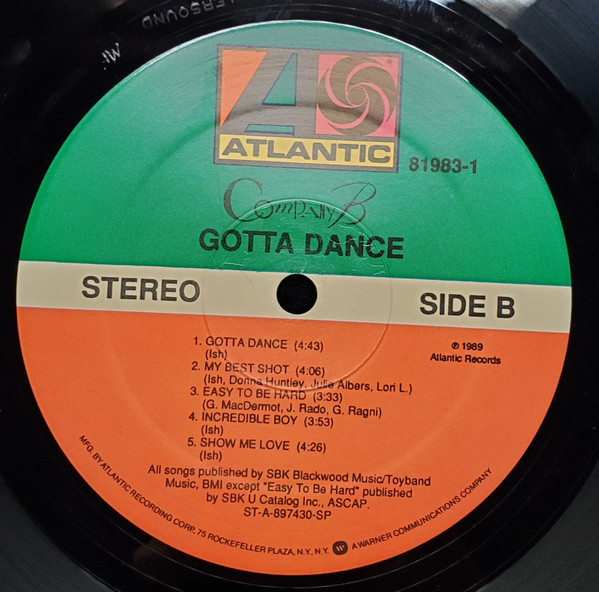 ERSOUND
ATLANTIC
81983-1
Company B
GOTTA DANCE
STEREO
SIDE B
℗ 1989
Atlantic Records
1. GOTTA DANCE (4:43)
(Ish)
2. MY BEST SHOT (4:06)
(Ish, Donna Huntley, Julie Albers, Lori L.)
3. EASY TO BE HARD (3:33)
(G. MacDermot, J. Rado, G. Ragni)
4. INCREDIBLE BOY (3:53)
(Ish)
5. SHOW ME LOVE (4:26)
(Ish)
All songs published by SBK Blackwood Music/Toyband
Music, BMI except "Easy To Be Hard" published
by SBK U Catalog Inc., ASCAP.
ST-A-897430-SP
MFG. BY ATLANTIC RECORDING CORP, 75 ROCKEFELLER PLAZA, N.Y., N.Y. W A WARNER COMMUNICATIONS COMPANY